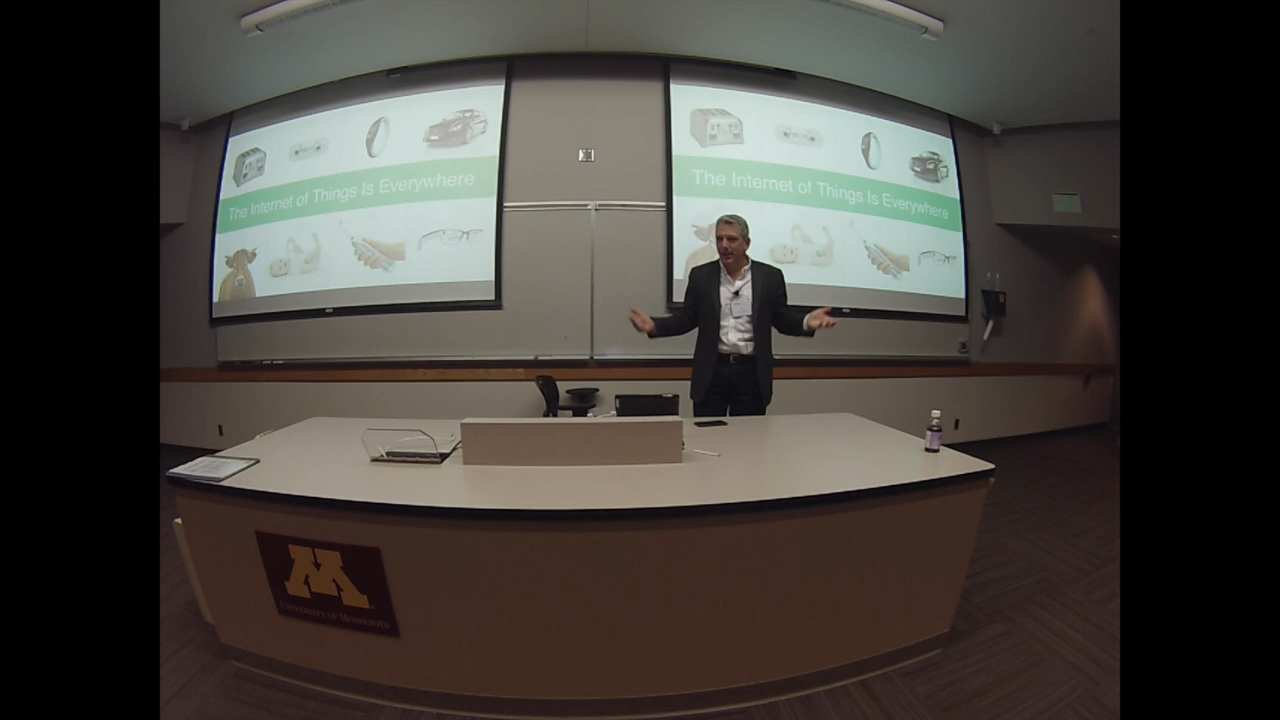 The Internet of Things Is Everywhere
The Internet of Things Is Everywhere
M
UNIVERSITY OF MINNESOTA